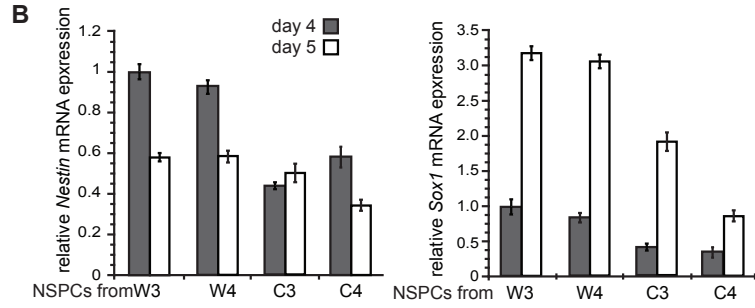 B
day 4
day 5
relative Nestin mRNA epxression
1.2
1
0.8
0.6
0.4
0.2
0
NSPCs from W3 W4 C3 C4
relative Sox1 mRNA epxression
3.5
3.0
2.5
2.0
1.5
1.0
0.5
0
NSPCs from W3 W4 C3 C4